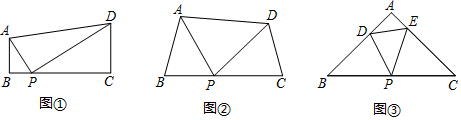 A D B P C
A D B P C
A D E B P C
图① 图② 图③